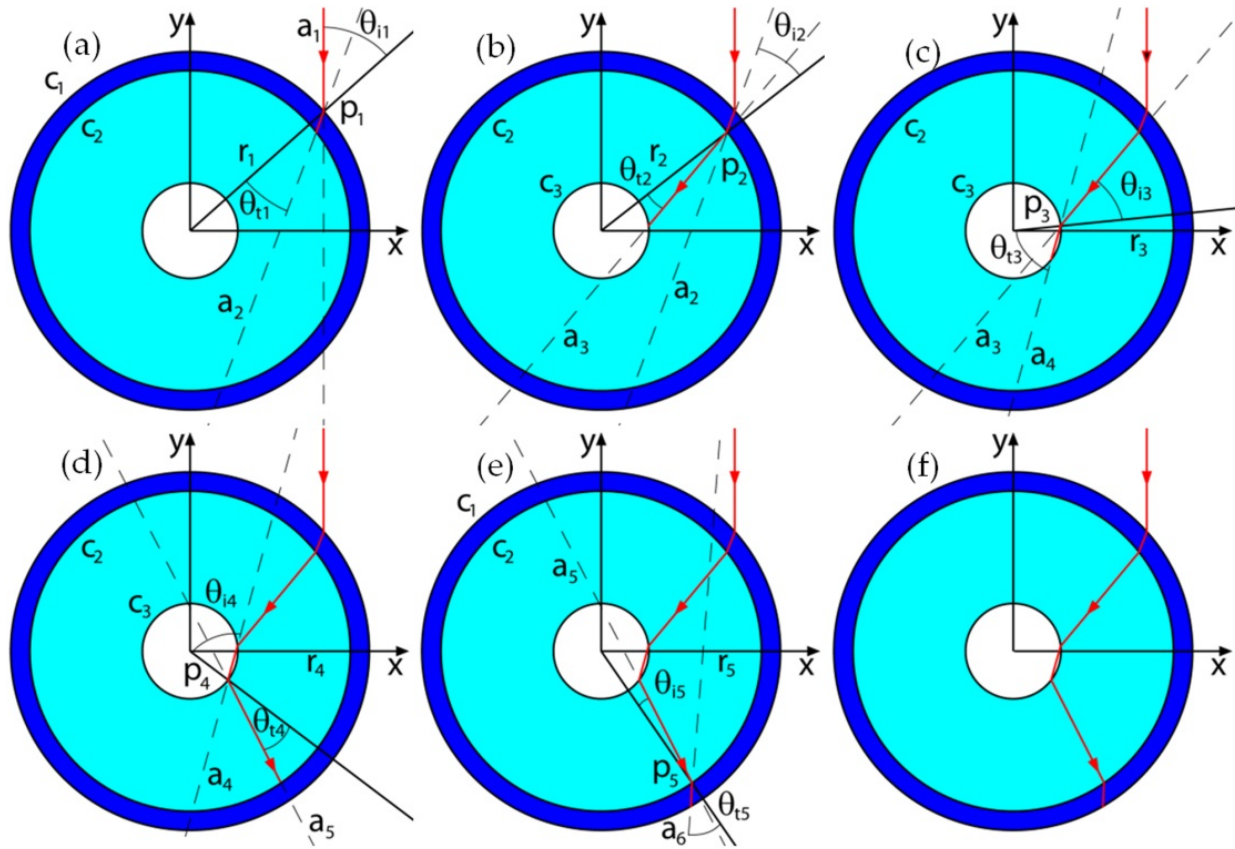 (a)
y
a₁
θᵢ₁
c₁
c₂
p₁
r₁
θₜ₁
x
a₂
(b)
y
θᵢ₂
c₂
r₂
p₂
c₃
θₜ₂
x
a₂
a₃
(c)
y
c₂
c₃
p₃
θᵢ₃
x
r₃
θₜ₃
a₃
a₄
(d)
y
c₂
θᵢ₄
c₃
r₄
x
p₄
θₜ₄
a₄
a₅
(e)
y
c₁
c₂
a₅
r₅
x
θᵢ₅
p₅
θₜ₅
a₆
(f)
y
x